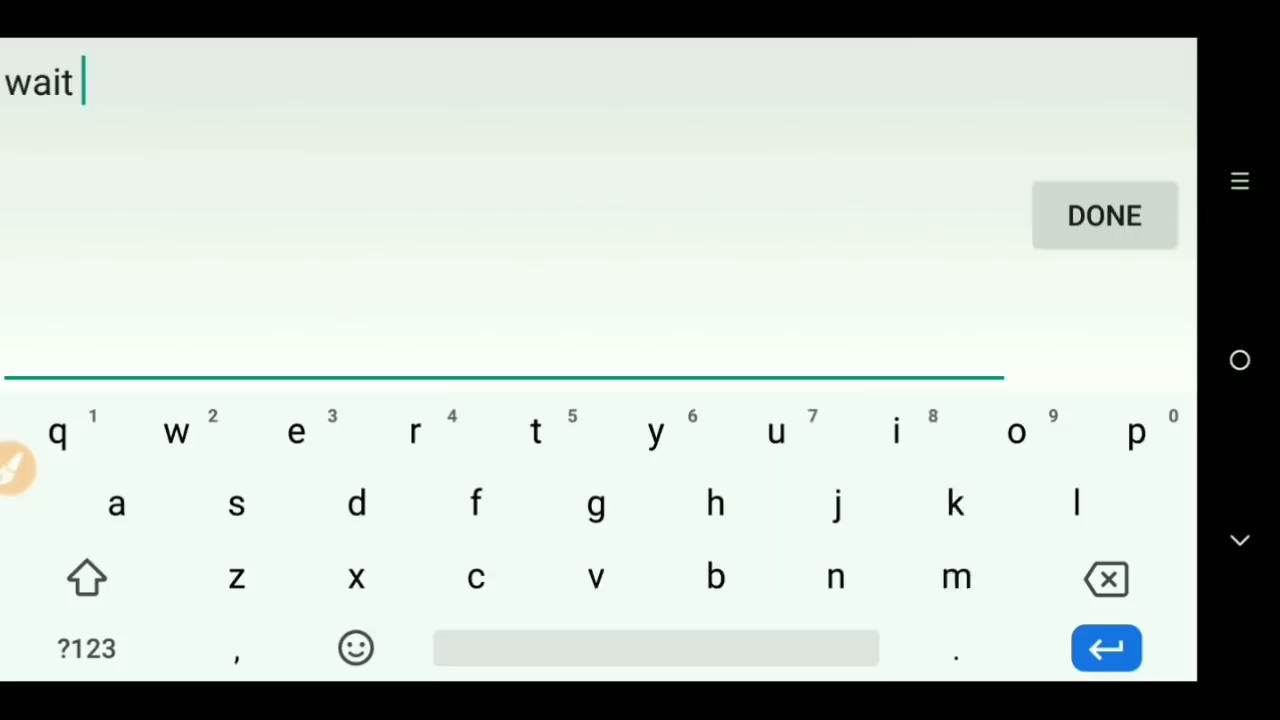 wait
DONE
q 1 w 2 e 3 r 4 t 5 y 6 u 7 i 8 o 9 p 0
a s d f g h j k l
z x c v b n m
?123 , .